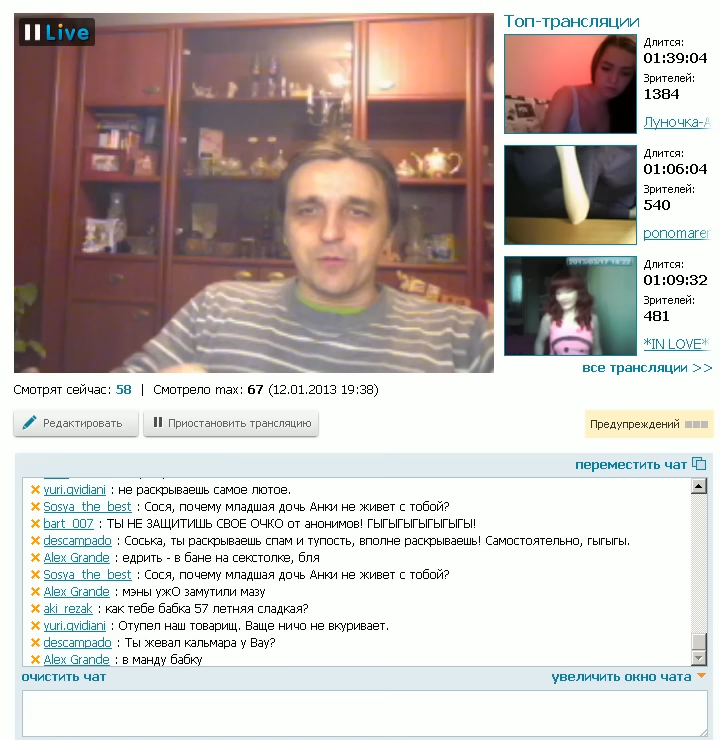 Live
Топ-трансляции
Длится:
01:39:04
Зрителей:
1384
Луночка-А
Длится:
01:06:04
Зрителей:
540
ponomarer
Длится:
01:09:32
Зрителей:
481
*IN LOVE*
все трансляции >>
Смотрят сейчас: 58 | Смотрело max: 67 (12.01.2013 19:38)
Редактировать
Приостановить трансляцию
Предупреждений
переместить чат
yuri.gvidiani : не раскрываешь самое лютое.
Sosya_the_best : Сося, почему младшая дочь Анки не живет с тобой?
bart_007 : ТЫ НЕ ЗАЩИТИШЬ СВОЕ ОЧКО от анонимов! ГЫГЫГЫГЫГЫГЫ!
descampado : Соська, ты раскрываешь спам и тупость, вполне раскрываешь! Самостоятельно, гыгыгы.
Alex Grande : едрить - в бане на секстолке, бля
Sosya_the_best : Сося, почему младшая дочь Анки не живет с тобой?
Alex Grande : мэны ужО замутили мазу
aki_rezak : как тебе бабка 57 летняя сладкая?
yuri.gvidiani : Отупел наш товарищ. Ваще ничо не вкуривает.
descampado : Ты жевал кальмара у Вау?
Alex Grande : в манду бабку
очистить чат
увеличить окно чата